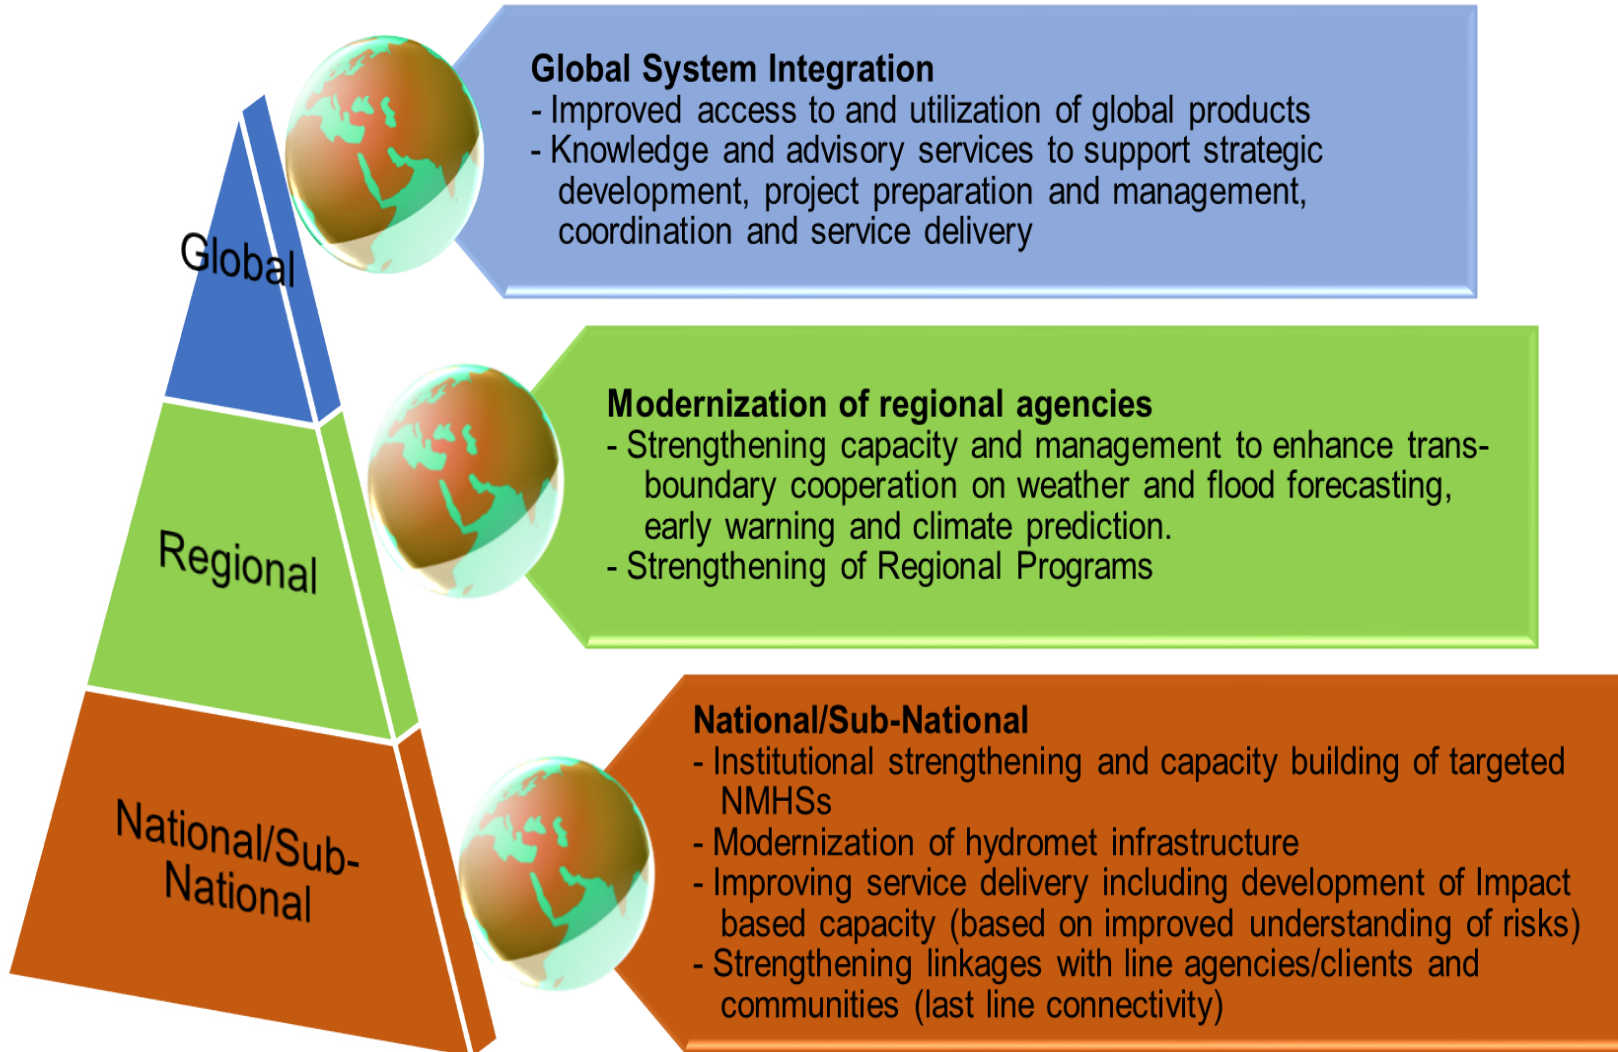 Global
Global System Integration
- Improved access to and utilization of global products
- Knowledge and advisory services to support strategic
development, project preparation and management,
coordination and service delivery
Regional
Modernization of regional agencies
- Strengthening capacity and management to enhance trans-
boundary cooperation on weather and flood forecasting,
early warning and climate prediction.
- Strengthening of Regional Programs
National/Sub-
National
National/Sub-National
- Institutional strengthening and capacity building of targeted
NMHSs
- Modernization of hydromet infrastructure
- Improving service delivery including development of Impact
based capacity (based on improved understanding of risks)
- Strengthening linkages with line agencies/clients and
communities (last line connectivity)